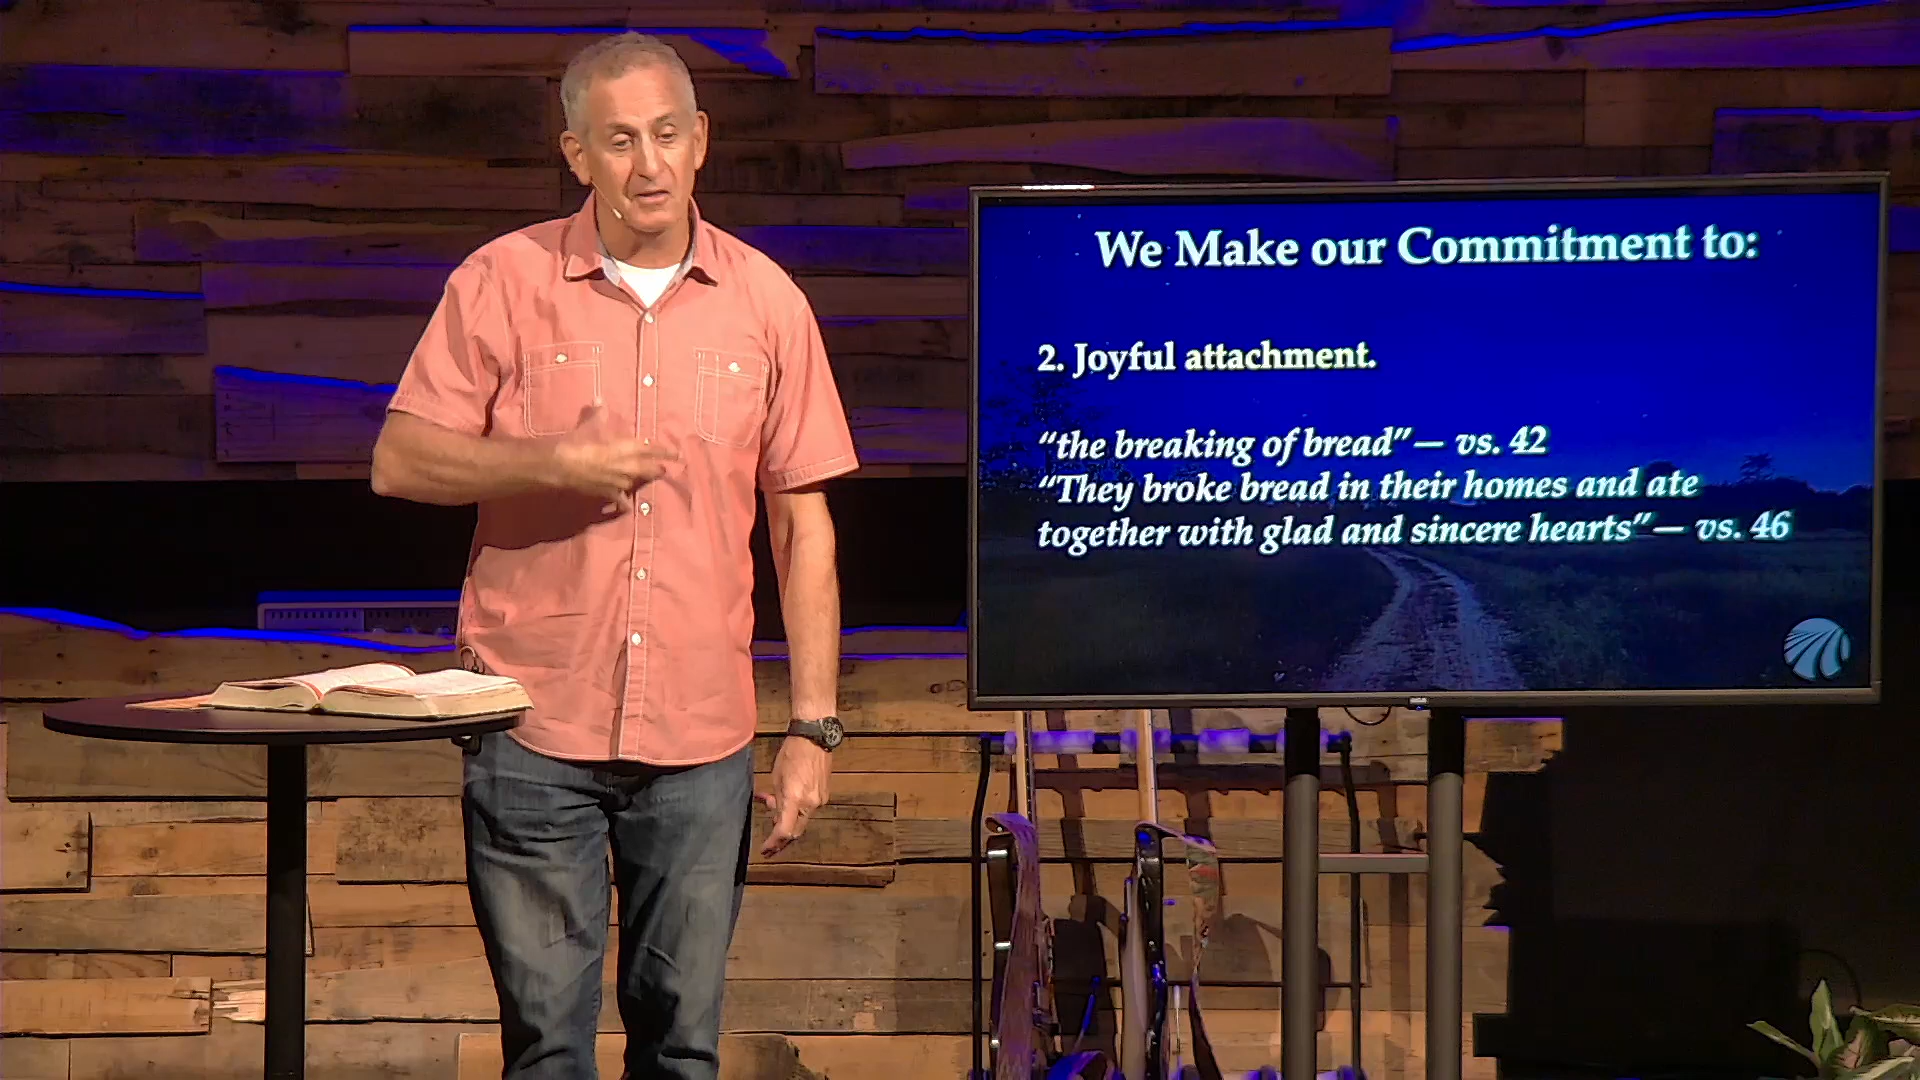 We Make our Commitment to:
2. Joyful attachment.
“the breaking of bread”— vs. 42
“They broke bread in their homes and ate
together with glad and sincere hearts”— vs. 46